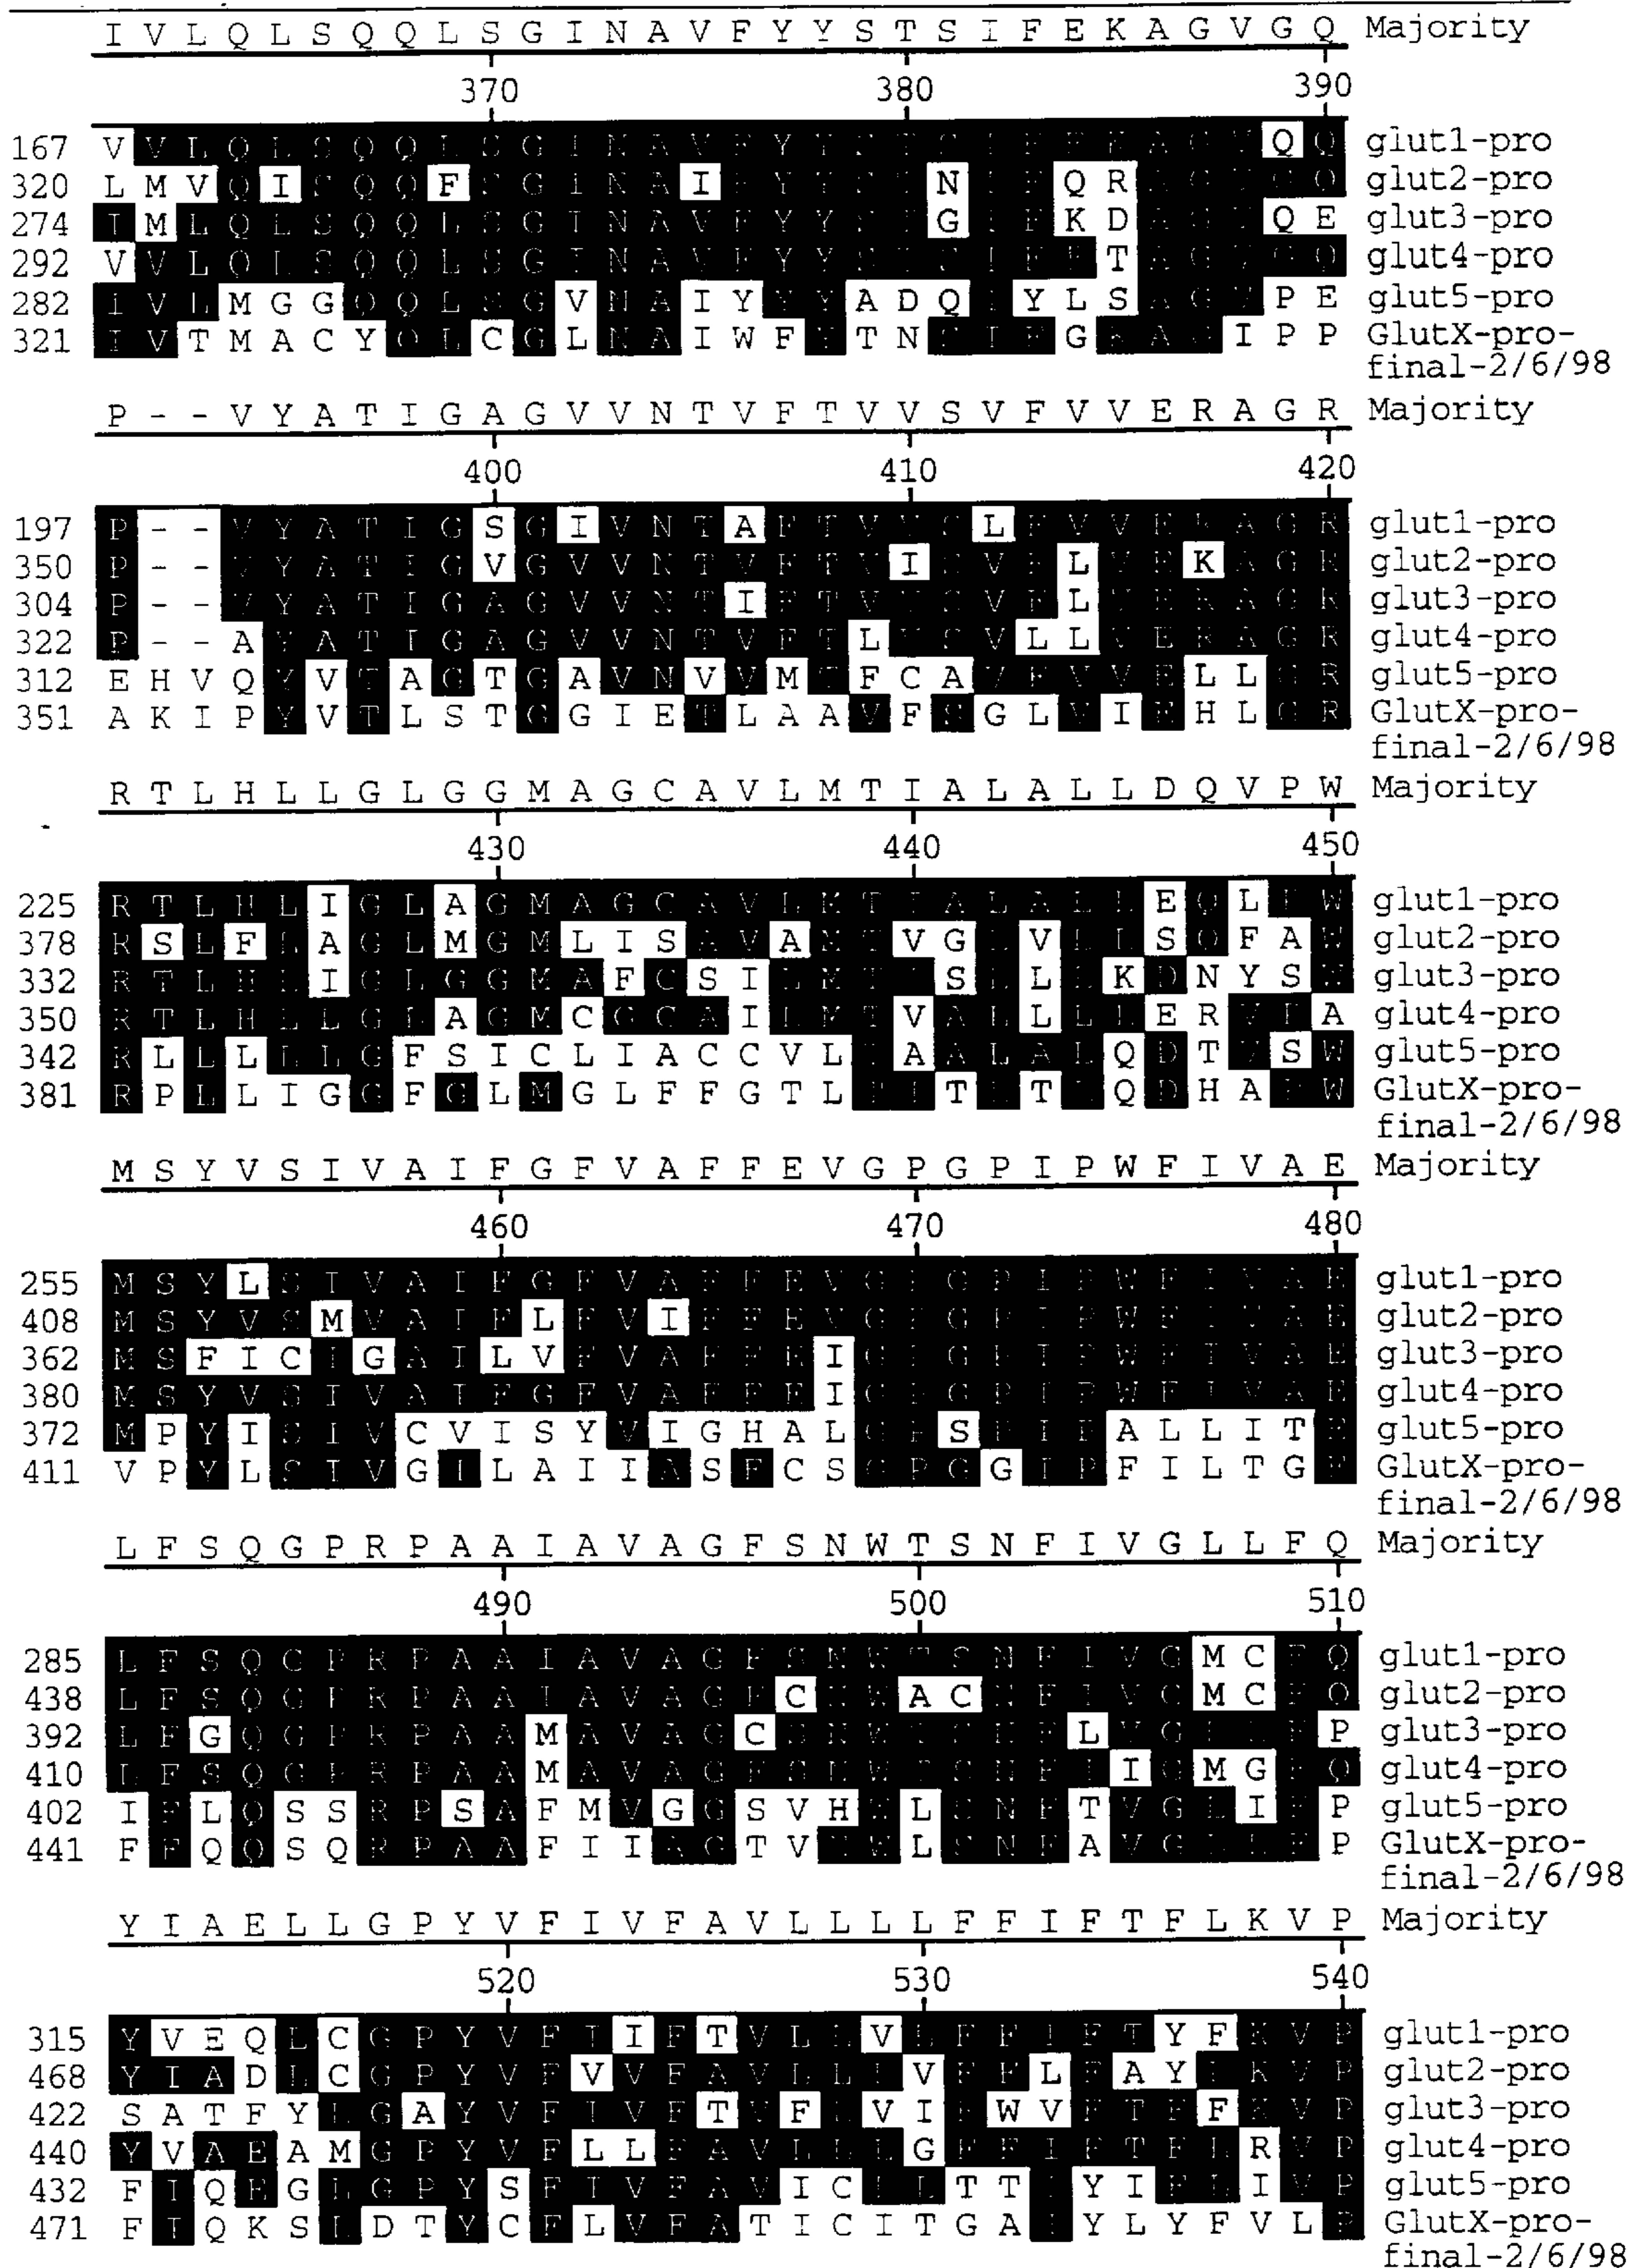 I V L Q L S Q Q L S G I N A V F Y Y S T S I F E K A G V G Q Majority
370 380 390
167 V V L Q L S Q Q L S G I N A V F Y Y S T S I F E K A G V Q Q glut1-pro
320 L M V Q I S Q Q F S G I N A I F Y Y S T N I F Q R A G V G Q glut2-pro
274 I M L Q L S Q Q L S G I N A V F Y Y S T G I F K D A G V Q E glut3-pro
292 V V L Q L S Q Q L S G I N A V F Y Y S T S I F E T A G V G Q glut4-pro
282 I V L M G G Q Q L S G V N A I Y Y Y A D Q I Y L S A G V P E glut5-pro
321 I V T M A C Y Q L C G L N A I W F Y T N S I F G K A G I P P GlutX-pro-
final-2/6/98
P - - V Y A T I G A G V V N T V F T V V S V F V V E R A G R Majority
400 410 420
197 P - - V Y A T I G S G I V N T A F T V V S L F V V E R A G R glut1-pro
350 P - - V Y A T I G V G V V N T V F T V I S V F L V E K A G R glut2-pro
304 P - - V Y A T I G A G V V N T I F T V V S V F L V E R A G R glut3-pro
322 P - - A Y A T I G A G V V N T V F T L V S V L L V E R A G R glut4-pro
312 E H V Q Y V T A G T G A V N V V M T F C A V F V V E L L G R glut5-pro
351 A K I P Y V T L S T G G I E T L A A V F S G L V I E H L G R GlutX-pro-
final-2/6/98
R T L H L L G L G G M A G C A V L M T I A L A L L D Q V P W Majority
430 440 450
225 R T L H L I G L A G M A G C A V L M T I A L A L L E Q L P W glut1-pro
378 R S L F L A G L M G M L I S A V A M T V G L V L L S Q F A W glut2-pro
332 R T L H L I G L G G M A F C S I L M T I S L L L K D N Y S W glut3-pro
350 R T L H L L G L A G M C G C A I L M T V A L L L L E R V P A glut4-pro
342 R L L L L L G F S I C L I A C C V L T A A L A L Q D T V S W glut5-pro
381 R P L L I G G F G L M G L F F G T L T I T L T L Q D H A P W GlutX-pro-
final-2/6/98
M S Y V S I V A I F G F V A F F E V G P G P I P W F I V A E Majority
460 470 480
255 M S Y L S I V A I F G F V A F F E V G P G P I P W F I V A E glut1-pro
408 M S Y V S M V A I F L F V I F F E V G P G P I P W F I V A E glut2-pro
362 M S F I C I G A I L V F V A F F E I G P G P I P W F I V A E glut3-pro
380 M S Y V S I V A I F G F V A F F E I G P G P I P W F I V A E glut4-pro
372 M P Y I S I V C V I S Y V I G H A L G P S P I P A L L I T E glut5-pro
411 V P Y L S I V G I L A I I A S F C S G P G G I P F I L T G E GlutX-pro-
final-2/6/98
L F S Q G P R P A A I A V A G F S N W T S N F I V G L L F Q Majority
490 500 510
285 L F S Q G P R P A A I A V A G F S N W T S N F I V G M C F Q glut1-pro
438 L F S Q G P R P A A I A V A G F C N W A C N F I V G M C F Q glut2-pro
392 L F G Q G P R P A A M A V A G C S N W T S N F L V G L L F P glut3-pro
410 L F S Q G P R P A A M A V A G F S N W T S N F I I G M G F Q glut4-pro
402 I F L Q S S R P S A F M V G G S V H W L S N F T V G L I F P glut5-pro
441 F F Q Q S Q R P A A F I I A G T V N W L S N F A V G L L F P GlutX-pro-
final-2/6/98
Y I A E L L G P Y V F I V F A V L L L L F F I F T F L K V P Majority
520 530 540
315 Y V E Q L C G P Y V F I I F T V L L V L F F I F T Y F K V P glut1-pro
468 Y I A D L C G P Y V F V V F A V L L L V F F L F A Y L K V P glut2-pro
422 S A T F Y L G A Y V F I V F T V F L V I F W V F T F F K V P glut3-pro
440 Y V A E A M G P Y V F L L F A V L L L G F F I F T F L R V P glut4-pro
432 F I Q E G L G P Y S F I V F A V I C L L T T I Y I F L I V P glut5-pro
471 F I Q K S L D T Y C F L V F A T I C I T G A I Y L Y F V L P GlutX-pro-
final-2/6/98